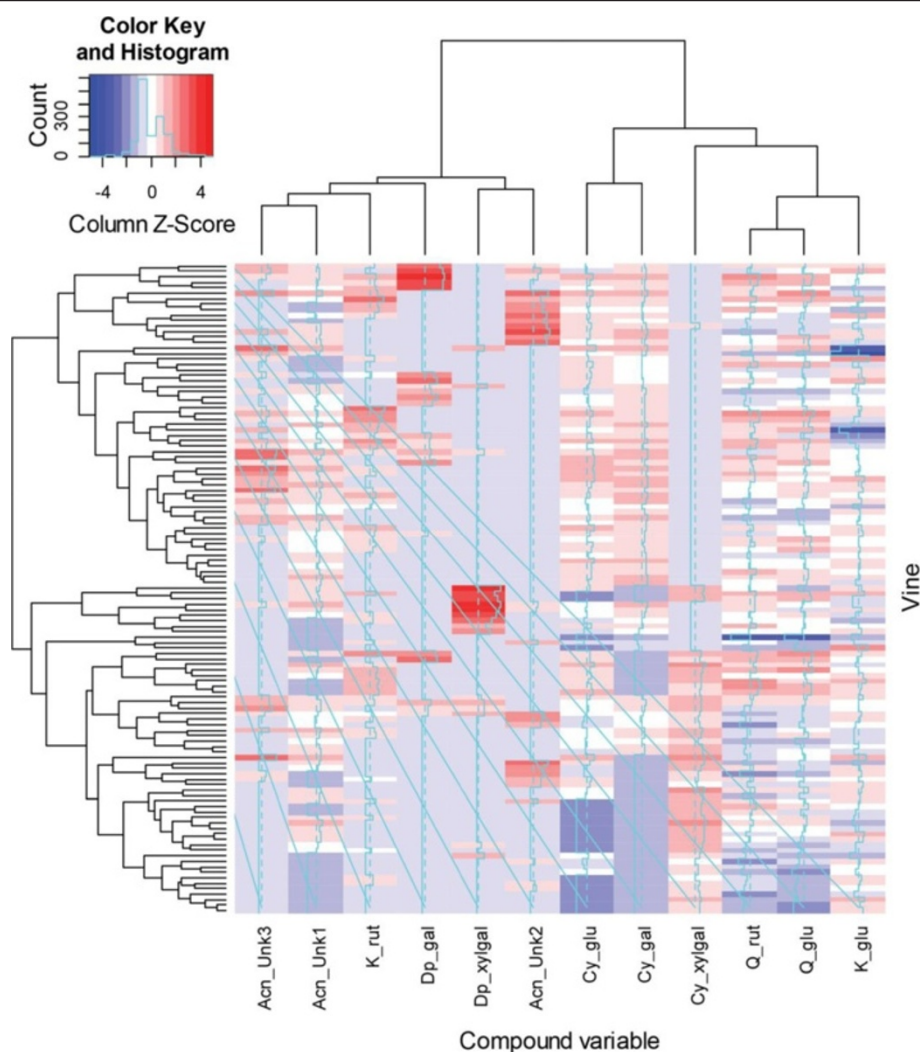 Color Key
and Histogram
Count
300
0
-4 0 4
Column Z-Score
Vine
Acn_Unk3
Acn_Unk1
K_rut
Dp_gal
Dp_xylgal
Acn_Unk2
Cy_glu
Cy_gal
Cy_xylgal
Q_rut
Q_glu
K_glu
Compound variable